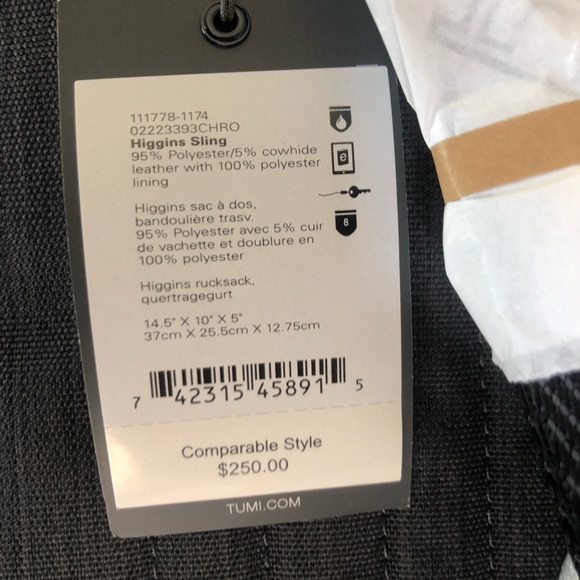 111778-1174
02223393CHRO
Higgins Sling
95% Polyester/5% cowhide
leather with 100% polyester
lining
e
Higgins sac à dos,
bandoulière trasv.
95% Polyester avec 5% cuir
de vachette et doublure en
100% polyester
8
Higgins rucksack,
quertragegurt
14.5" X 10" X 5"
37cm X 25.5cm X 12.75cm
7 42315 45891 5
Comparable Style
$250.00
TUMI.COM